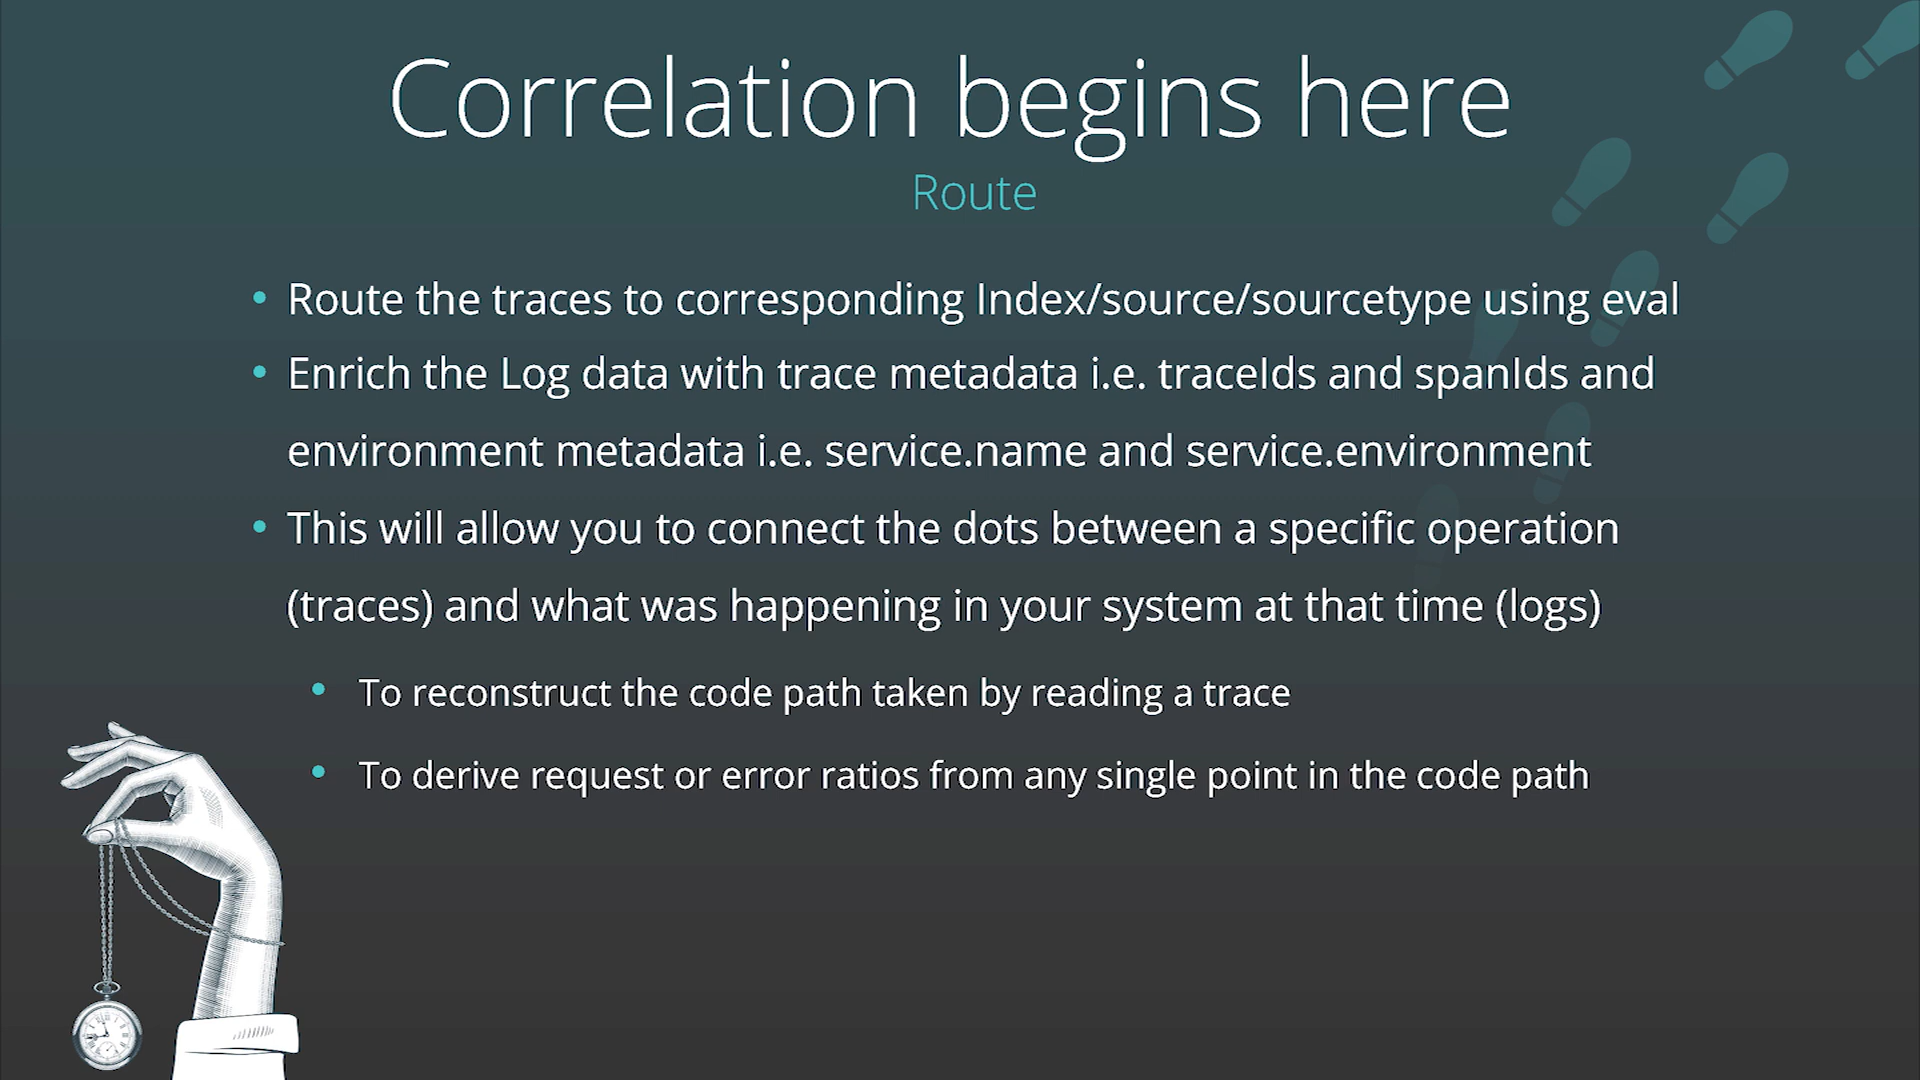 Correlation begins here
Route
• Route the traces to corresponding Index/source/sourcetype using eval
• Enrich the Log data with trace metadata i.e. traceIds and spanIds and
environment metadata i.e. service.name and service.environment
• This will allow you to connect the dots between a specific operation
(traces) and what was happening in your system at that time (logs)
• To reconstruct the code path taken by reading a trace
• To derive request or error ratios from any single point in the code path